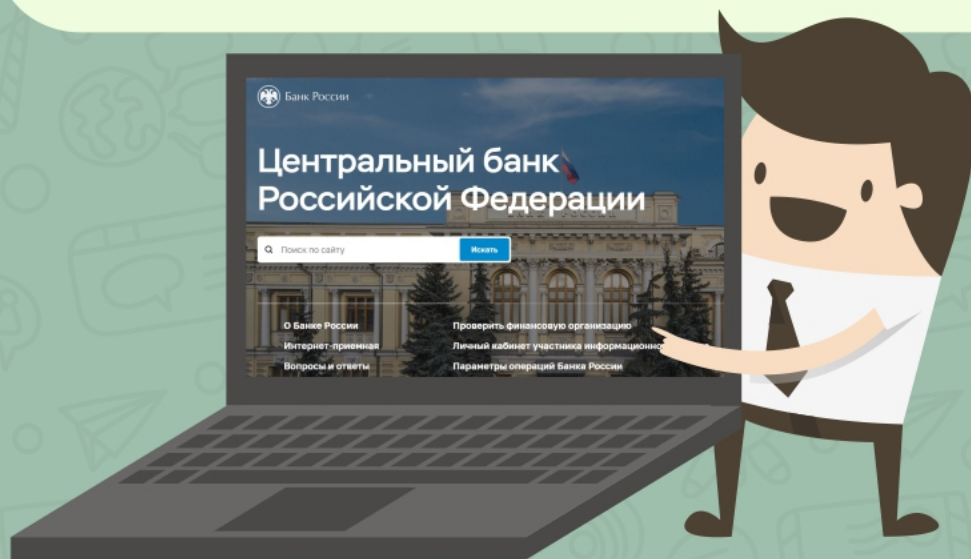 Банк России
Центральный банк
Российской Федерации
Поиск по сайту
Искать
О Банке России
Проверить финансовую организацию
Интернет-приемная
Личный кабинет участника информационно
Вопросы и ответы
Параметры операций Банка России